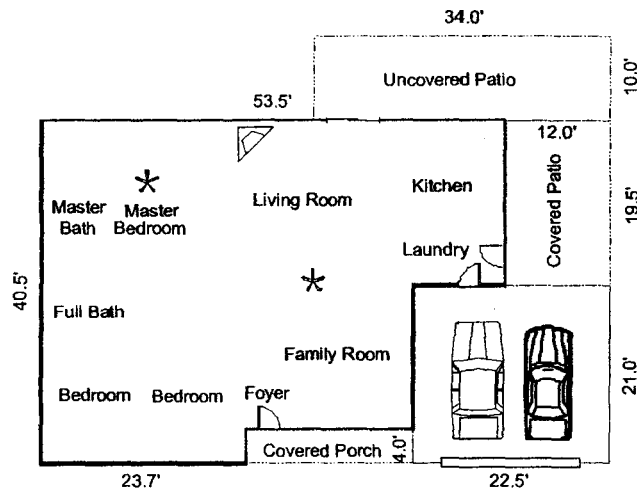 34.0'
Uncovered Patio
10.0'
53.5'
12.0'
Living Room
Kitchen
Covered Patio
19.5'
Master
Bath
Master
Bedroom
Laundry
40.5'
Full Bath
Family Room
21.0'
Bedroom
Bedroom
Foyer
Covered Porch
4.0'
23.7'
22.5'